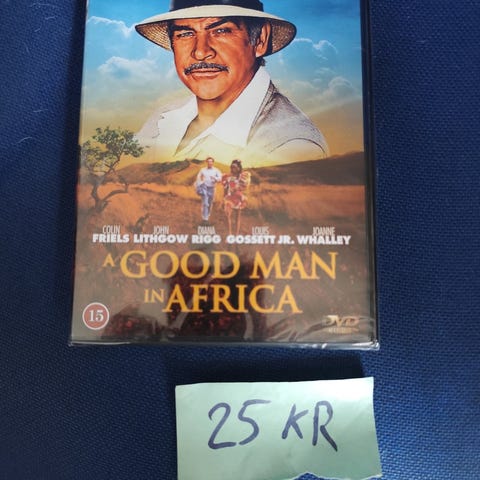 COLIN JOHN DIANA LOUIS JOANNE
FRIELS LITHGOW RIGG GOSSETT JR. WHALLEY
A GOOD MAN
IN AFRICA
15
DVD
25 KR